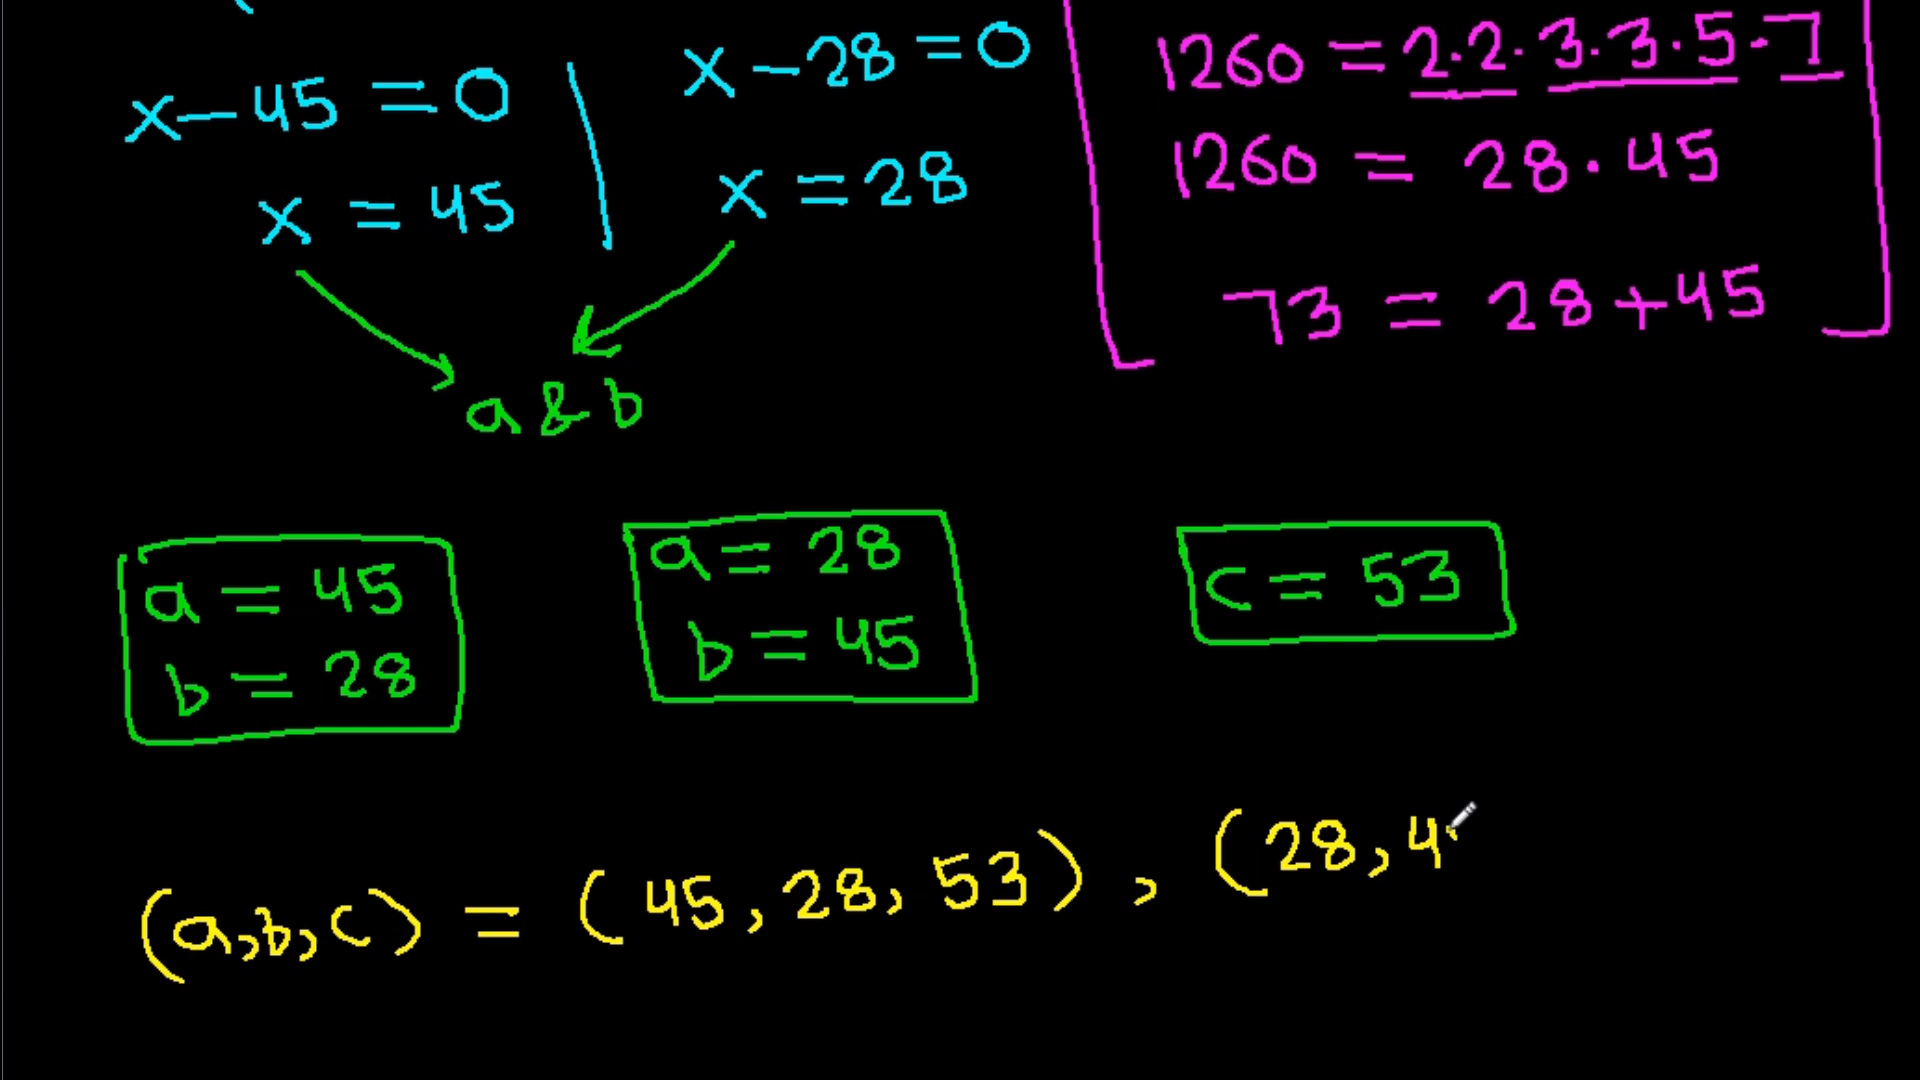 x-45=0
x=45
x-28=0
x=28
a & b
1260=2.2.3.3.5.7
1260=28.45
73=28+45
a=45
b=28
a=28
b=45
c=53
(a,b,c)=(45,28,53),(28,4